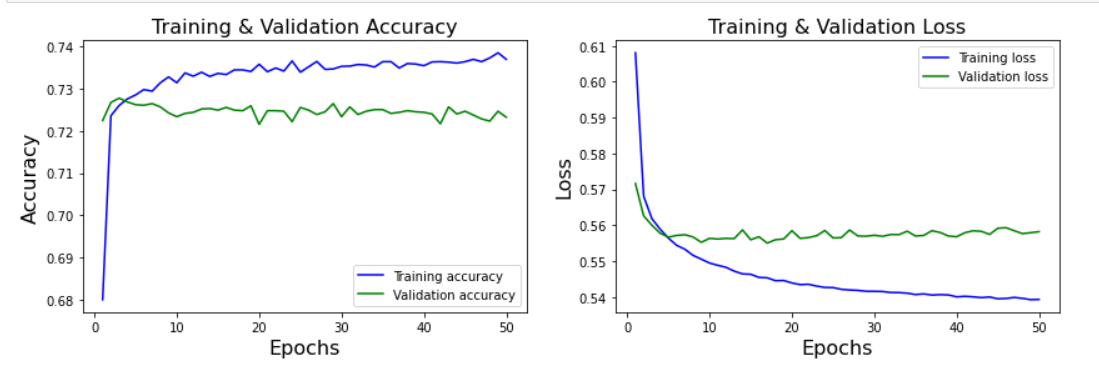 Training & Validation Accuracy
0.74
0.73
0.72
0.71
0.70
0.69
0.68
Accuracy
0
10
20
30
40
50
Epochs
Training accuracy
Validation accuracy
Training & Validation Loss
0.61
0.60
0.59
0.58
0.57
0.56
0.55
0.54
Loss
0
10
20
30
40
50
Epochs
Training loss
Validation loss